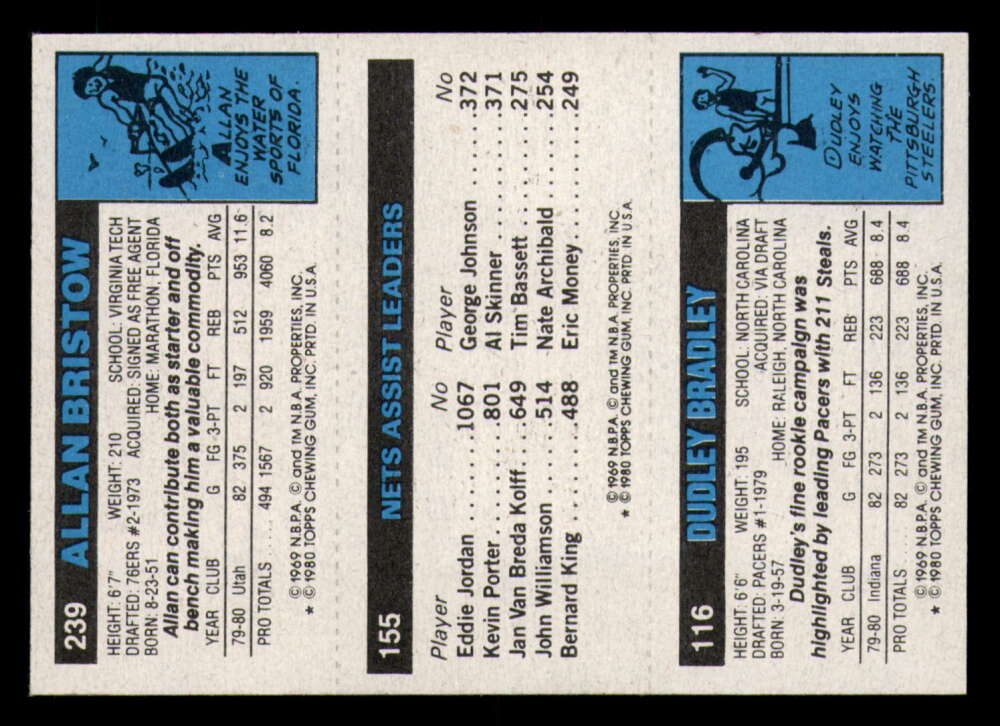 239 ALLAN BRISTOW
HEIGHT: 6'7" WEIGHT: 210 SCHOOL: VIRGINIA TECH
DRAFTED: 76ERS #2-1973 ACQUIRED: SIGNED AS FREE AGENT
BORN: 8-23-51 HOME: MARATHON, FLORIDA
Allan can contribute both as starter and off
bench making him a valuable commodity.
YEAR CLUB G FG 3-PT FT REB PTS AVG
79-80 Utah 82 375 2 197 512 953 11.6
PRO TOTALS.... 494 1567 2 920 1959 4060 8.2
© 1969 N.B.P.A. © and TM N.B.A. PROPERTIES, INC.
★ © 1980 TOPPS CHEWING GUM, INC. PRTD. IN U.S.A.
ALLAN
ENJOYS THE
WATER
SPORTS OF
FLORIDA.
155 NETS ASSIST LEADERS
Player No Player No
Eddie Jordan......1067 George Johnson......372
Kevin Porter......801 Al Skinner......371
Jan Van Breda Kolff...649 Tim Bassett......275
John Williamson......514 Nate Archibald......254
Bernard King......488 Eric Money......249
© 1969 N.B.P.A. © and TM N.B.A. PROPERTIES, INC.
★ © 1980 TOPPS CHEWING GUM, INC. PRTD IN U.S.A.
116 DUDLEY BRADLEY
HEIGHT: 6'6" WEIGHT: 195 SCHOOL: NORTH CAROLINA
DRAFTED: PACERS #1-1979 ACQUIRED: VIA DRAFT
BORN: 3-19-57 HOME: RALEIGH, NORTH CAROLINA
Dudley's fine rookie campaign was
highlighted by leading Pacers with 211 Steals.
YEAR CLUB G FG 3-PT FT REB PTS AVG
79-80 Indiana 82 273 2 136 223 688 8.4
PRO TOTALS..... 82 273 2 136 223 688 8.4
© 1969 N.B.P.A. © and TM N.B.A. PROPERTIES, INC.
★ © 1980 TOPPS CHEWING GUM, INC. PRTD. IN U.S.A.
DUDLEY
ENJOYS
WATCHING
THE
PITTSBURGH
STEELERS.